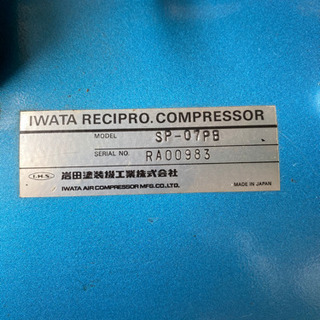 IWATA RECIPRO. COMPRESSOR
MODEL SP-07PB
SERIAL NO. RA00983
I.H.S. 岩田塗装機工業株式会社
IWATA AIR COMPRESSOR MFG. CO., LTD. MADE IN JAPAN